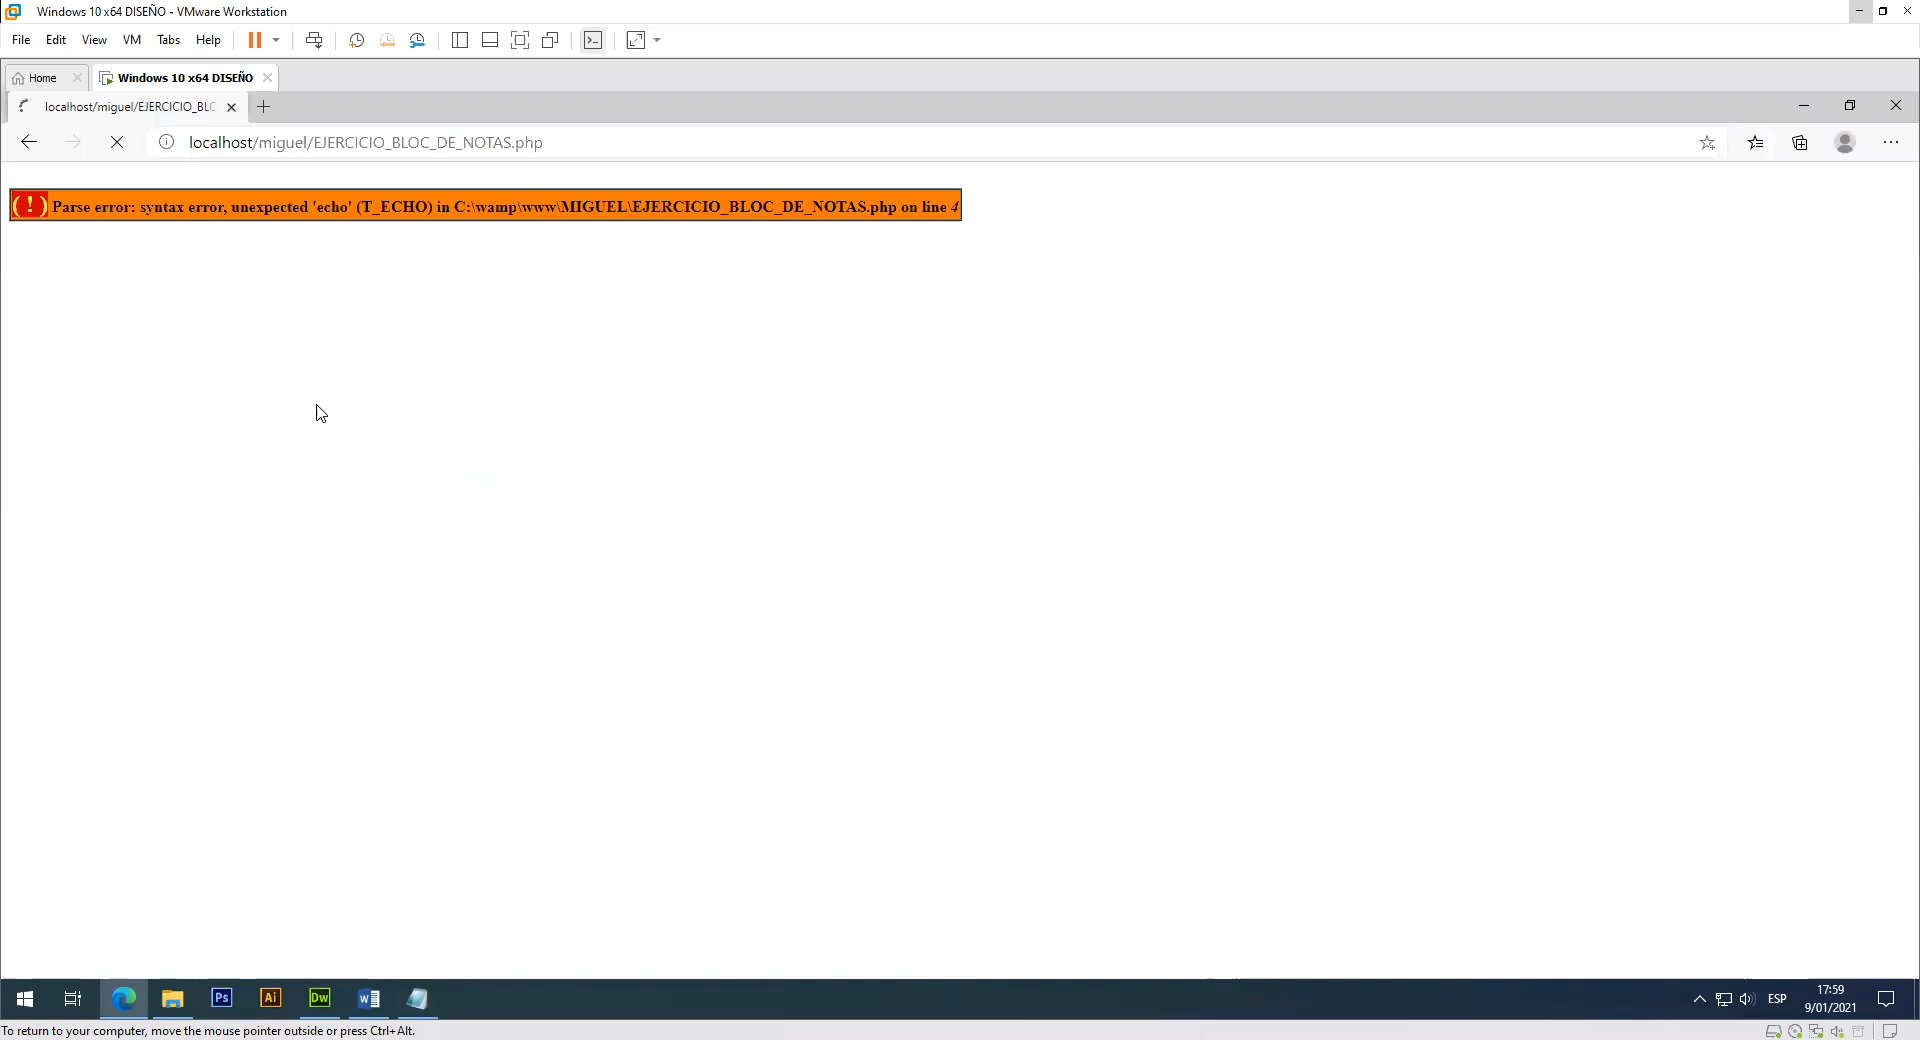 Windows 10 x64 DISEÑO - VMware Workstation
File Edit View VM Tabs Help
Home Windows 10 x64 DISEÑO
localhost/miguel/EJERCICIO_BLC
localhost/miguel/EJERCICIO_BLOC_DE_NOTAS.php
( ! ) Parse error: syntax error, unexpected 'echo' (T_ECHO) in C:\wamp\www\MIGUEL\EJERCICIO_BLOC_DE_NOTAS.php on line 4
Ps Ai Dw W ESP 17:59
9/01/2021
To return to your computer, move the mouse pointer outside or press Ctrl+Alt.